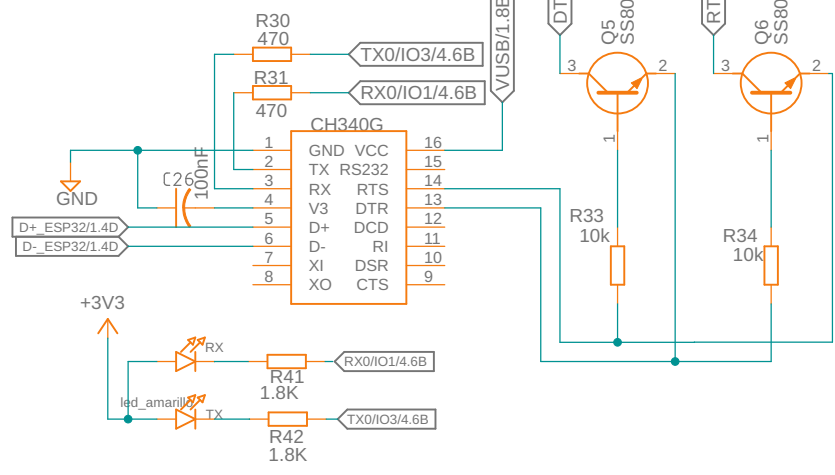 R30
470
TX0/IO3/4.6B
R31
470
RX0/IO1/4.6B
VUSB/1.8B
DT
Q5
SS80
3
2
1
RT
Q6
SS80
3
2
1
CH340G
1 GND VCC 16
2 TX RS232 15
3 RX RTS 14
4 V3 DTR 13
5 D+ DCD 12
6 D- RI 11
7 XI DSR 10
8 XO CTS 9
GND
C26
100nF
D+_ESP32/1.4D
D-_ESP32/1.4D
R33
10k
R34
10k
+3V3
RX
R41
1.8K
RX0/IO1/4.6B
led_amarillo
TX
R42
1.8K
TX0/IO3/4.6B